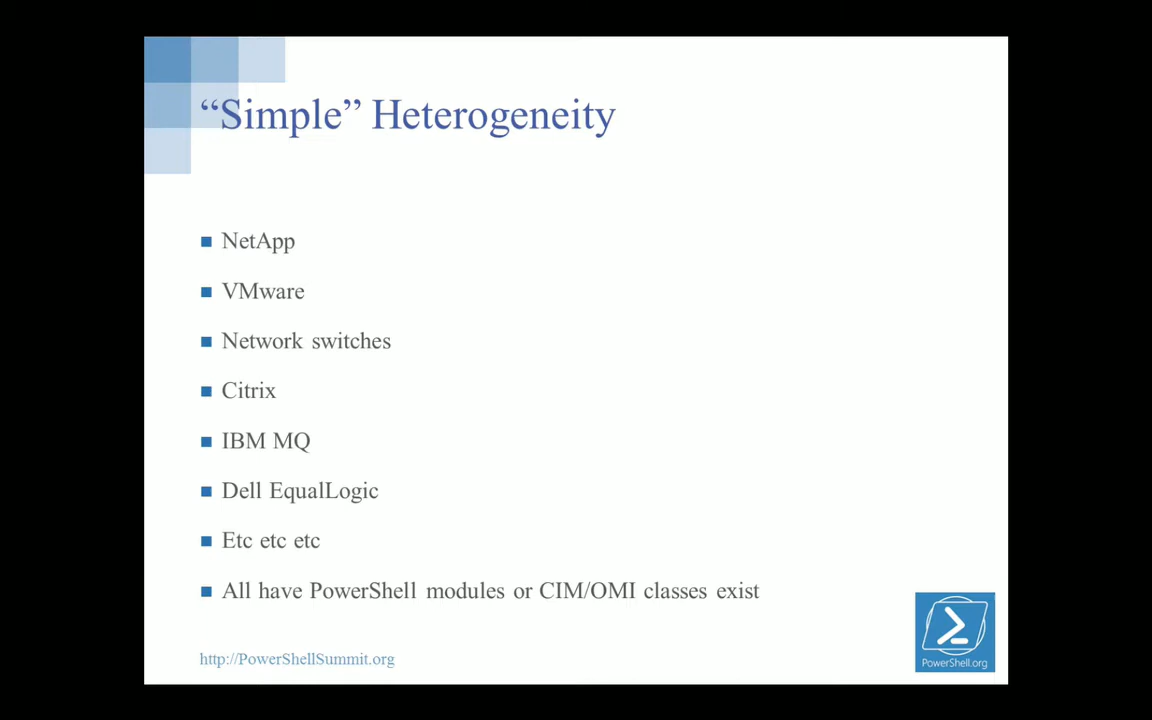 “Simple” Heterogeneity
NetApp
VMware
Network switches
Citrix
IBM MQ
Dell EqualLogic
Etc etc etc
All have PowerShell modules or CIM/OMI classes exist
http://PowerShellSummit.org
PowerShell.org